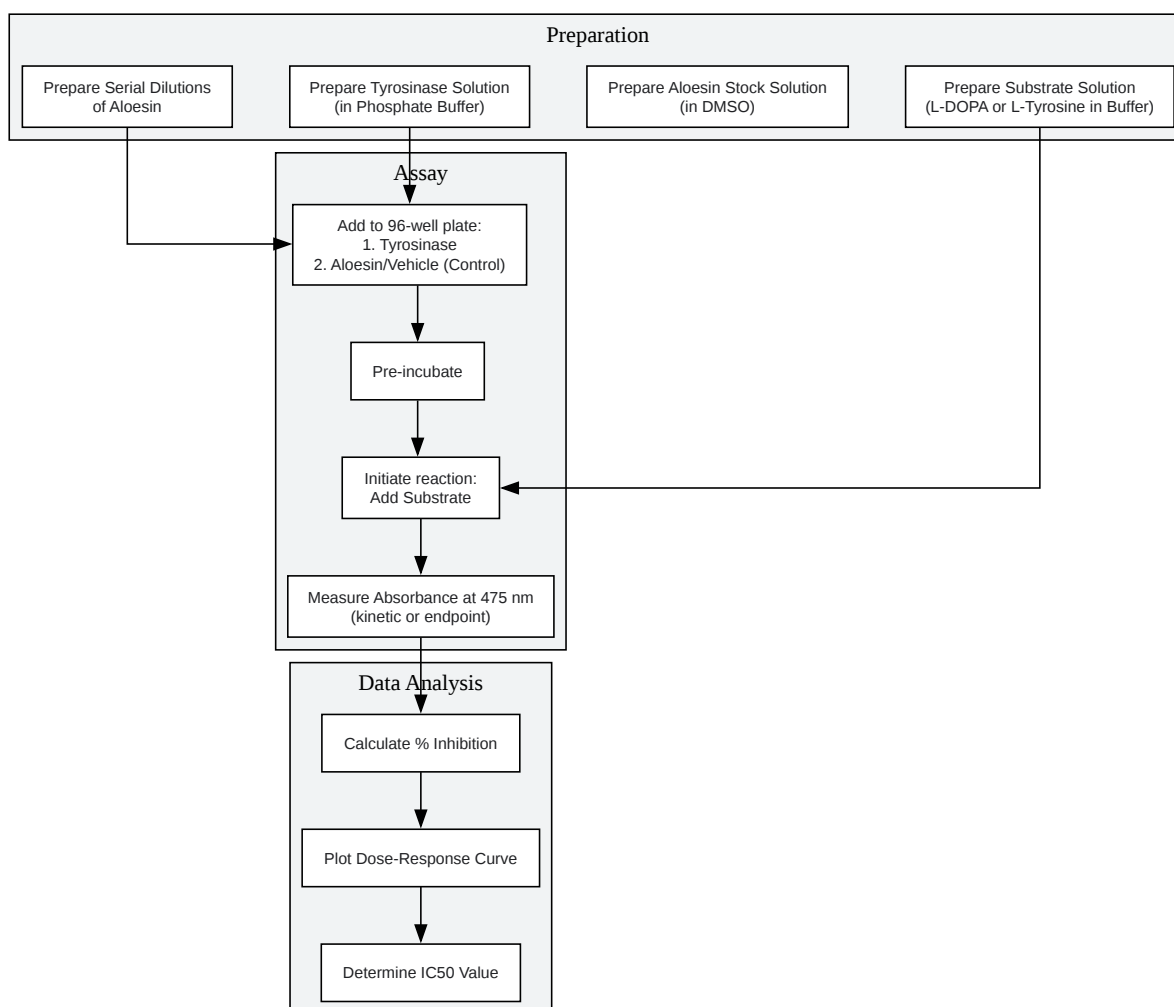 Preparation
Prepare Serial Dilutions
of Aloesin
Prepare Tyrosinase Solution
(in Phosphate Buffer)
Prepare Aloesin Stock Solution
(in DMSO)
Prepare Substrate Solution
(L-DOPA or L-Tyrosine in Buffer)
Assay
Add to 96-well plate:
1. Tyrosinase
2. Aloesin/Vehicle (Control)
Pre-incubate
Initiate reaction:
Add Substrate
Measure Absorbance at 475 nm
(kinetic or endpoint)
Data Analysis
Calculate % Inhibition
Plot Dose-Response Curve
Determine IC50 Value